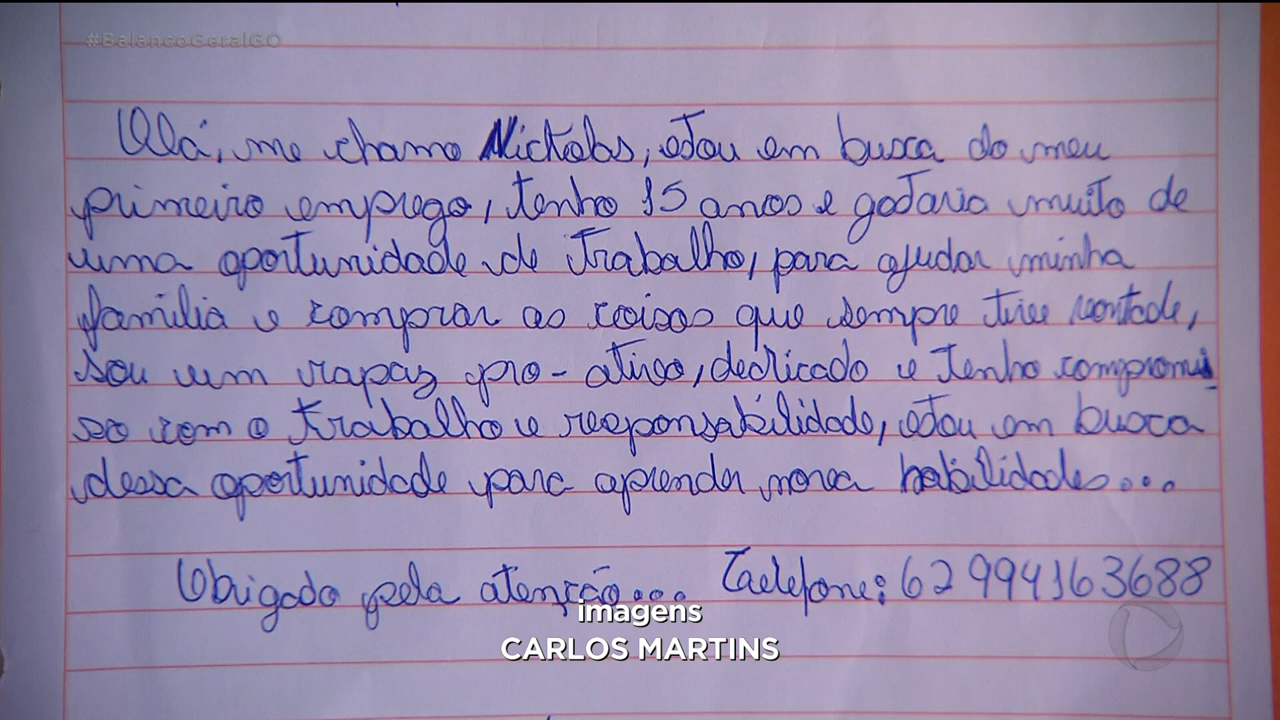 #BalancoGeralGO
Olá, me chamo Nicholas, estou em busca do meu
primeiro emprego, tenho 15 anos e gostaria muito de
uma oportunidade de trabalho, para ajudar minha
família e comprar as coisas que sempre tive vontade,
sou um rapaz pro-ativo, dedicado e tenho compromis
so com o trabalho e responsabilidade, estou em busca
dessa oportunidade para aprender novas habilidades...
Obrigado pela atenção... Taelefone: 62 994163688
imagens
CARLOS MARTINS